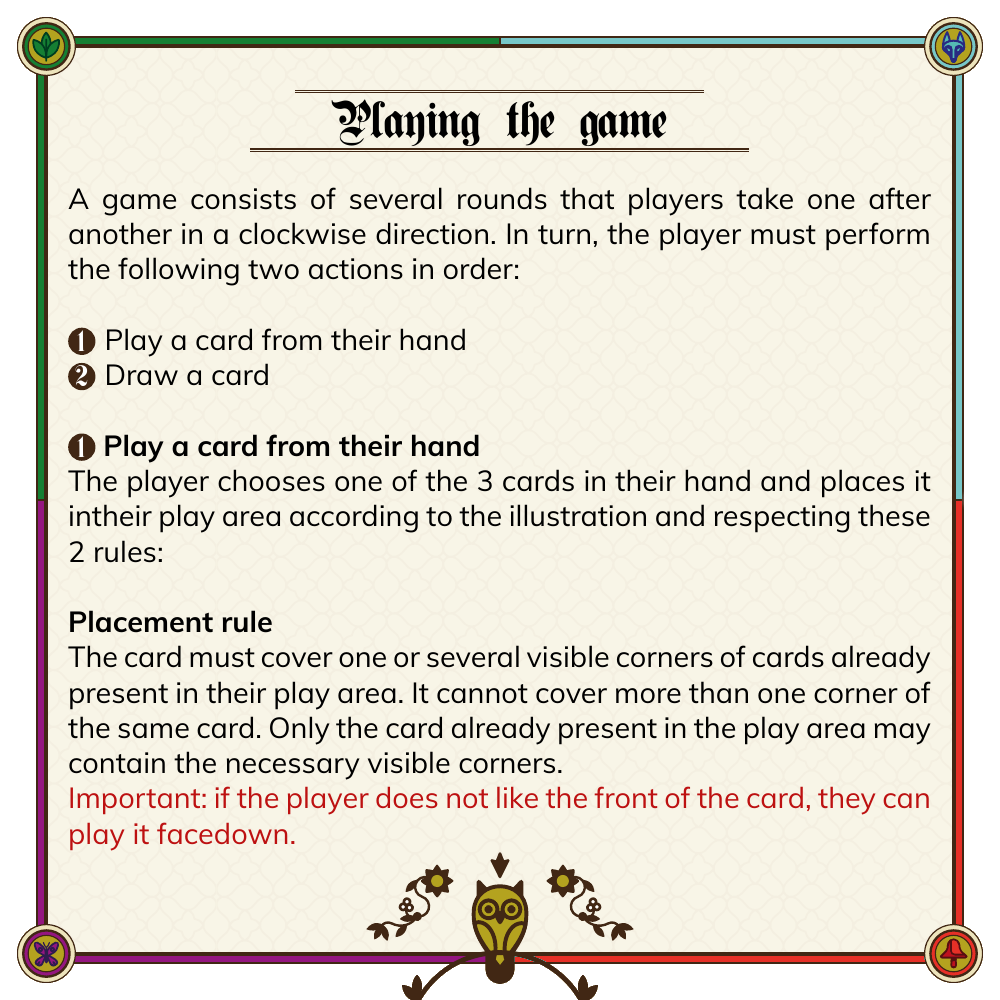 Playing the game
A game consists of several rounds that players take one after
another in a clockwise direction. In turn, the player must perform
the following two actions in order:
1 Play a card from their hand
2 Draw a card
1 Play a card from their hand
The player chooses one of the 3 cards in their hand and places it
intheir play area according to the illustration and respecting these
2 rules:
Placement rule
The card must cover one or several visible corners of cards already
present in their play area. It cannot cover more than one corner of
the same card. Only the card already present in the play area may
contain the necessary visible corners.
Important: if the player does not like the front of the card, they can
play it facedown.